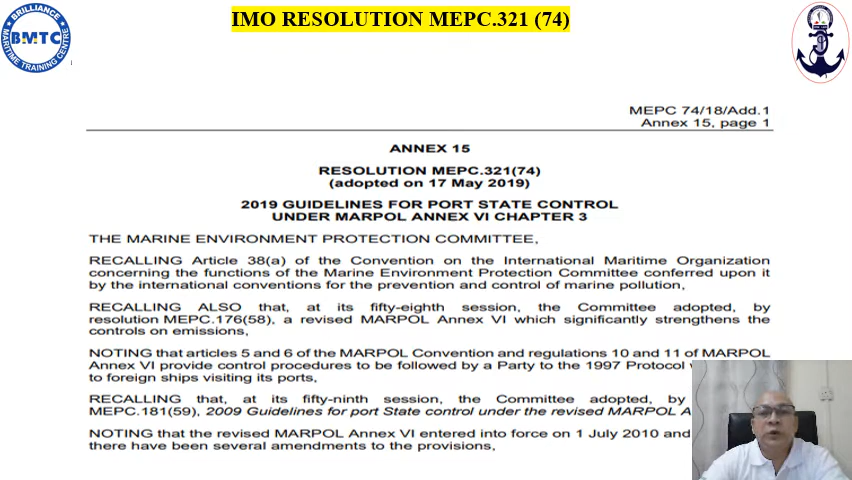 IMO RESOLUTION MEPC.321 (74)
BRILLIANCE
BMTC
MARITIME TRAINING CENTRE
MEPC 74/18/Add.1
Annex 15, page 1
ANNEX 15
RESOLUTION MEPC.321(74)
(adopted on 17 May 2019)
2019 GUIDELINES FOR PORT STATE CONTROL
UNDER MARPOL ANNEX VI CHAPTER 3
THE MARINE ENVIRONMENT PROTECTION COMMITTEE,
RECALLING Article 38(a) of the Convention on the International Maritime Organization
concerning the functions of the Marine Environment Protection Committee conferred upon it
by the international conventions for the prevention and control of marine pollution,
RECALLING ALSO that, at its fifty-eighth session, the Committee adopted, by
resolution MEPC.176(58), a revised MARPOL Annex VI which significantly strengthens the
controls on emissions,
NOTING that articles 5 and 6 of the MARPOL Convention and regulations 10 and 11 of MARPOL
Annex VI provide control procedures to be followed by a Party to the 1997 Protocol
to foreign ships visiting its ports,
RECALLING that, at its fifty-ninth session, the Committee adopted, by
MEPC.181(59), 2009 Guidelines for port State control under the revised MARPOL A
NOTING that the revised MARPOL Annex VI entered into force on 1 July 2010 and
there have been several amendments to the provisions,